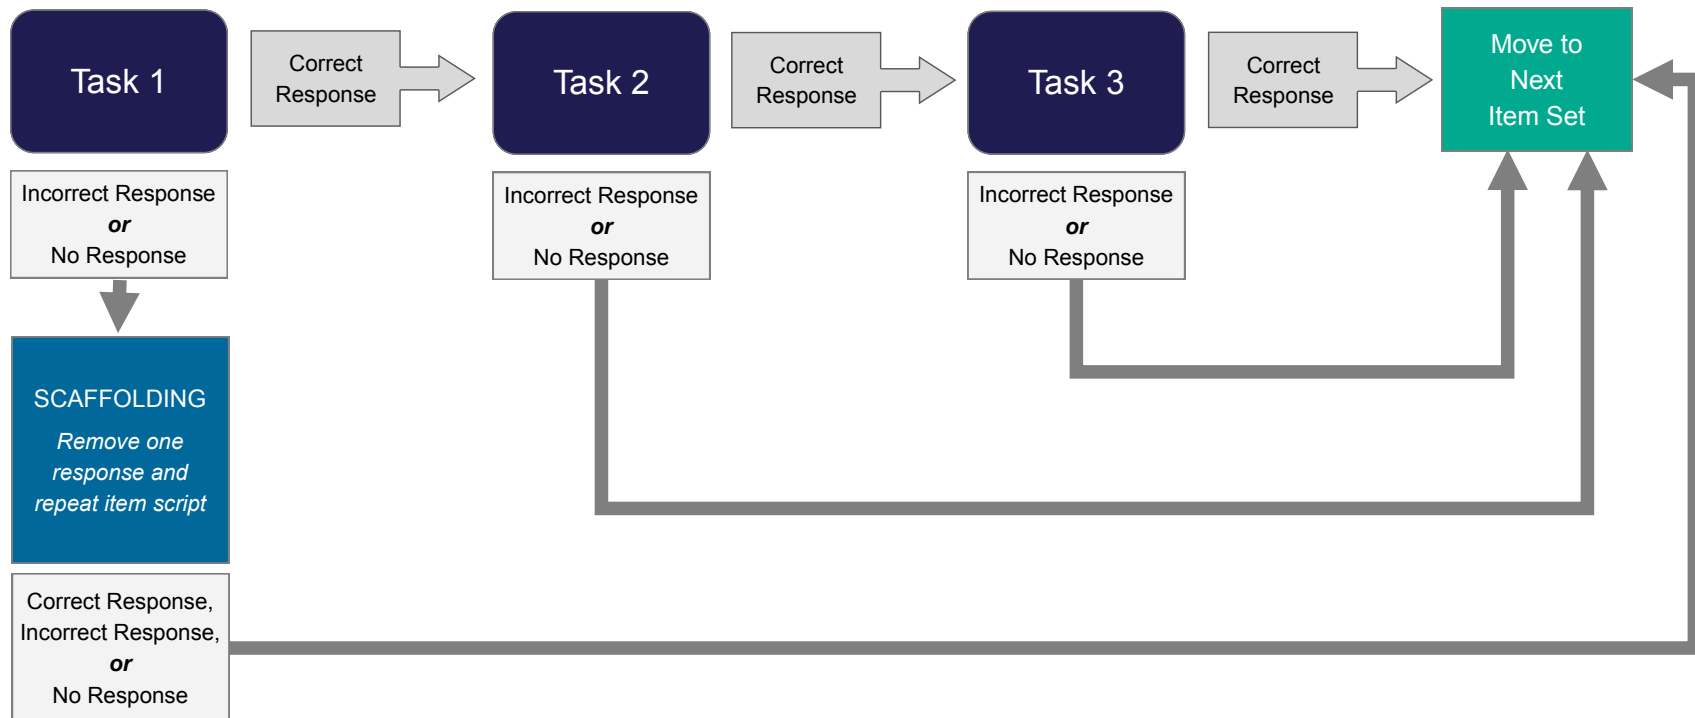 Task 1
Correct
Response
Task 2
Correct
Response
Task 3
Correct
Response
Move to
Next
Item Set
Incorrect Response
or
No Response
Incorrect Response
or
No Response
Incorrect Response
or
No Response
SCAFFOLDING
Remove one
response and
repeat item script
Correct Response,
Incorrect Response,
or
No Response